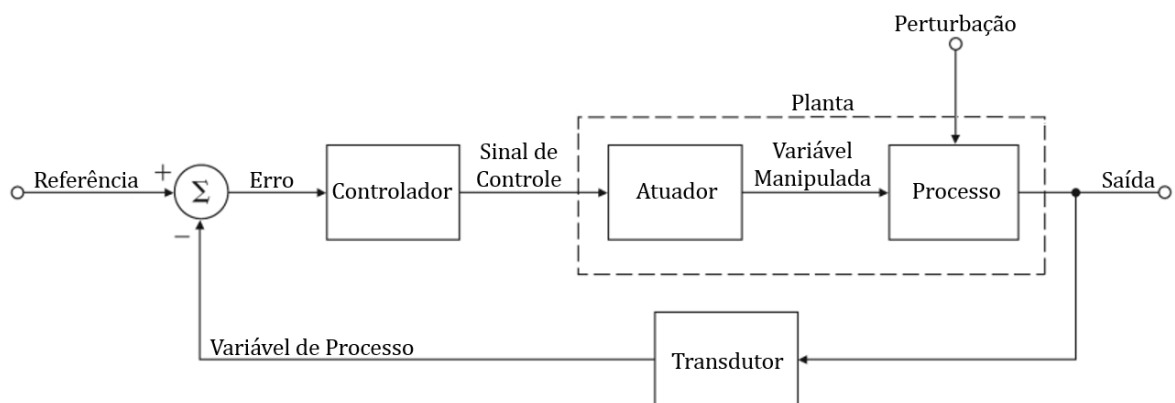 Perturbação
Planta
Referência
+
Σ
−
Erro
Controlador
Sinal de
Controle
Atuador
Variável
Manipulada
Processo
Saída
Variável de Processo
Transdutor